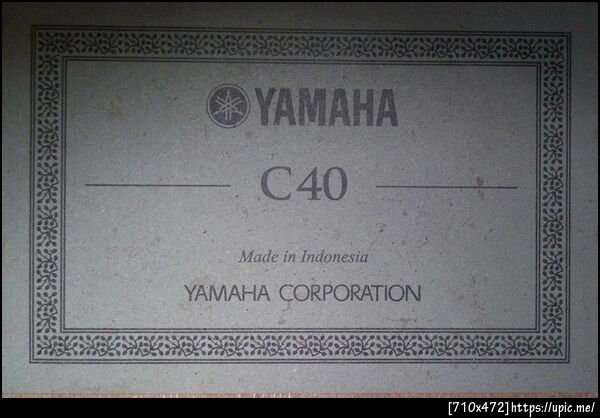 YAMAHA
C40
Made in Indonesia
YAMAHA CORPORATION
[710x472]https://upic.me/